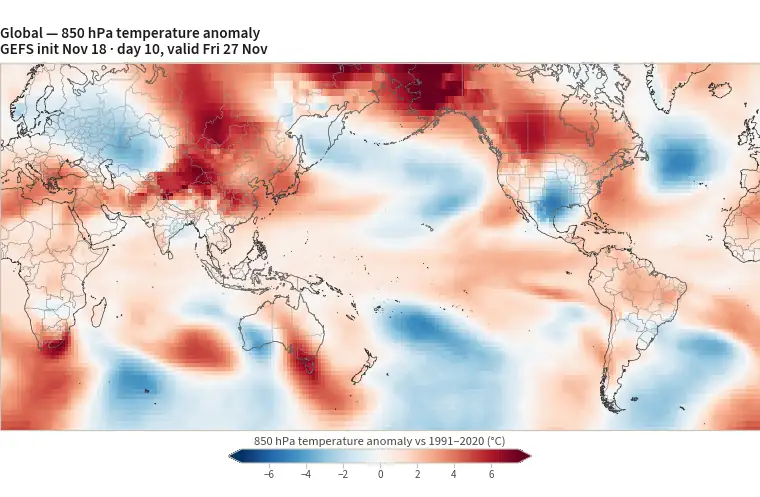 Global — 850 hPa temperature anomaly
GEFS init Nov 18 · day 10, valid Fri 27 Nov
850 hPa temperature anomaly vs 1991–2020 (°C)
−6 −4 −2 0 2 4 6